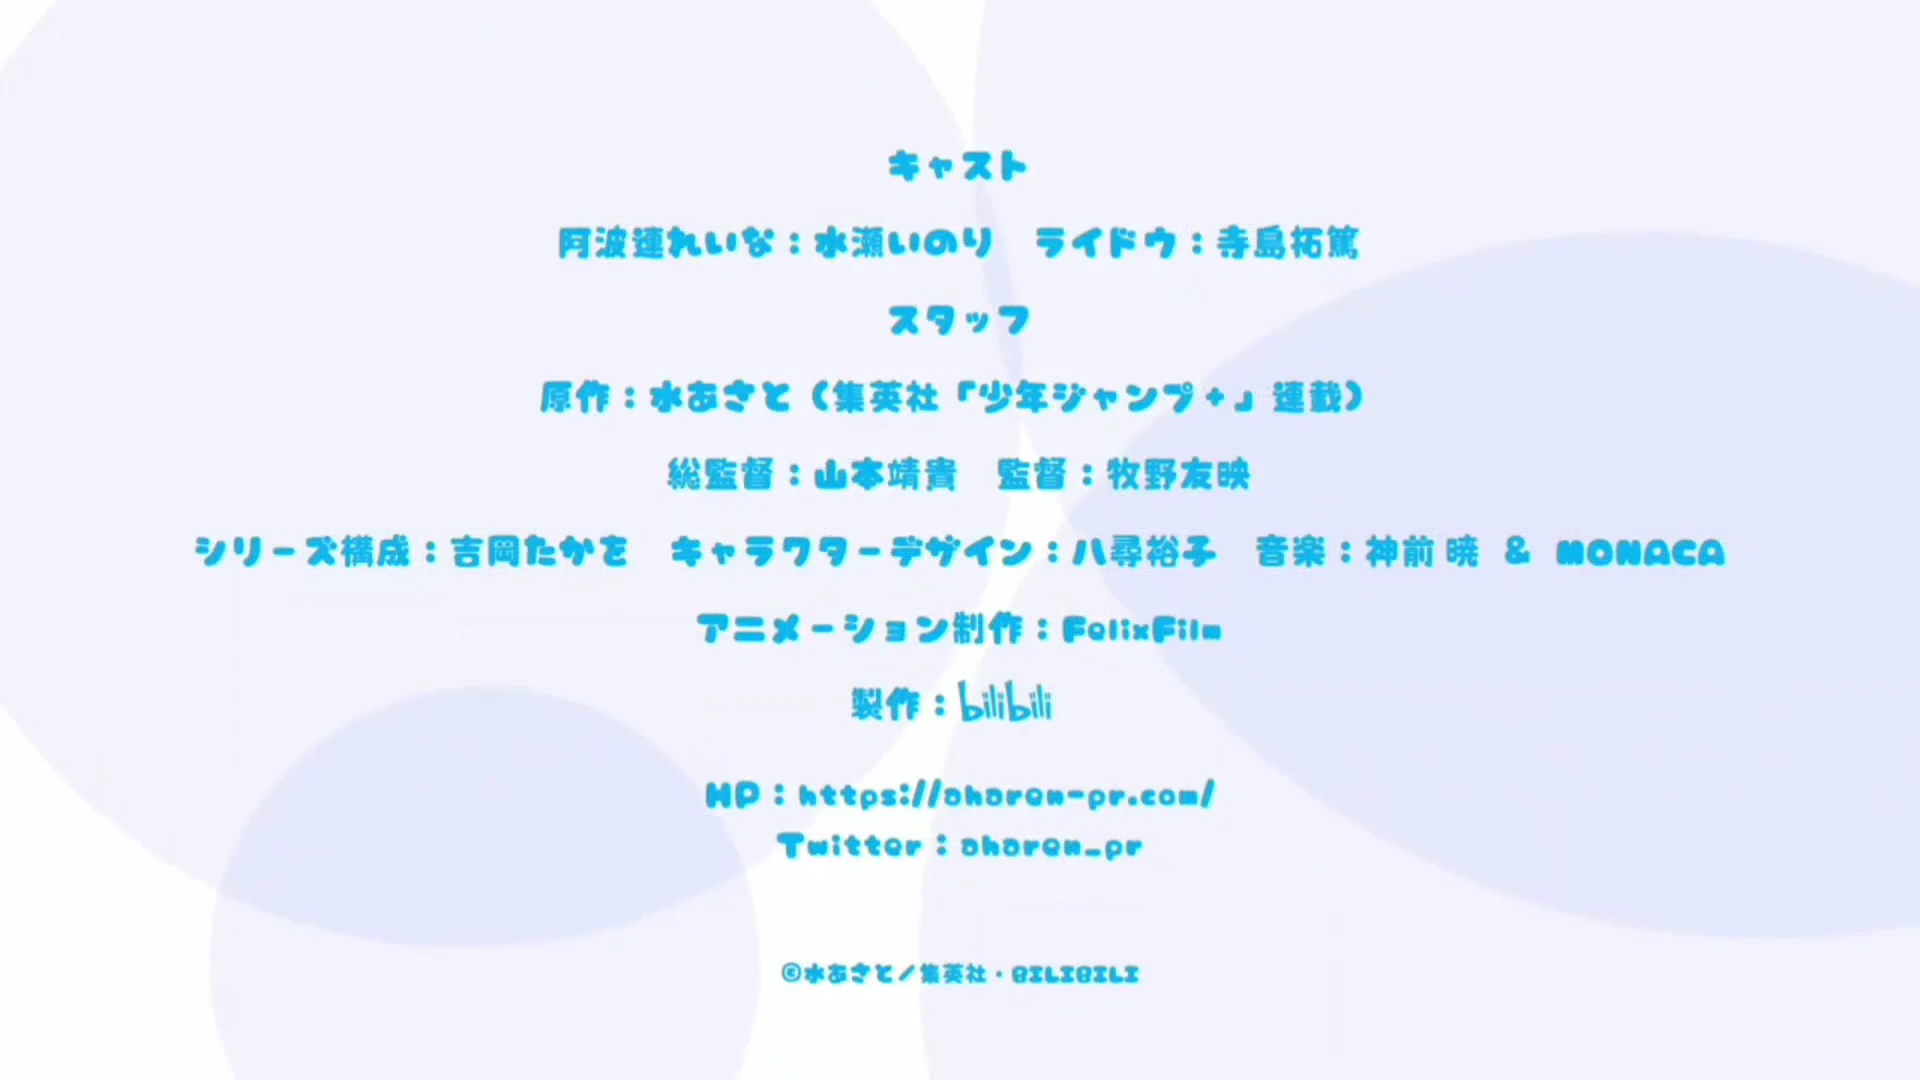 キャスト
阿波連れいな：水瀬いのり　ライドウ：寺島拓篤
スタッフ
原作：水あさと（集英社「少年ジャンプ＋」連載）
総監督：山本靖貴　監督：牧野友映
シリーズ構成：吉岡たかを　キャラクターデザイン：八尋裕子　音楽：神前 暁 & MONACA
アニメーション制作：FelixFilm
製作：bilibili
HP：https://aharen-pr.com/
Twitter：aharen_pr
©水あさと／集英社・BILIBILI